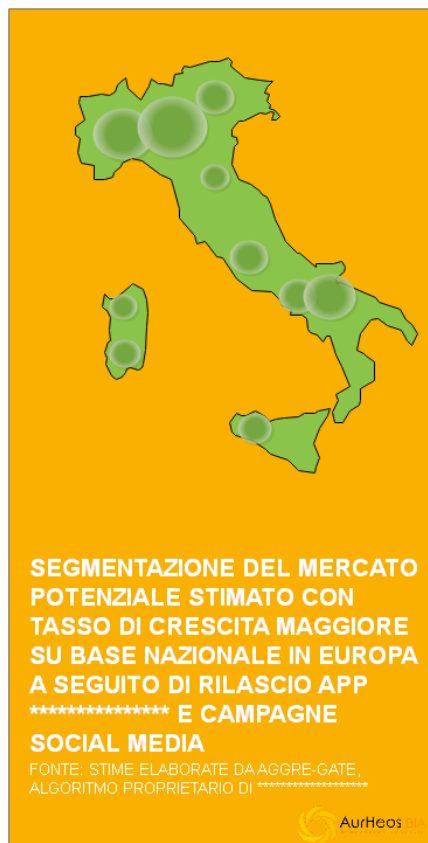 SEGMENTAZIONE DEL MERCATO
POTENZIALE STIMATO CON
TASSO DI CRESCITA MAGGIORE
SU BASE NAZIONALE IN EUROPA
A SEGUITO DI RILASCIO APP
*************** E CAMPAGNE
SOCIAL MEDIA
FONTE: STIME ELABORATE DA AGGRE-GATE,
ALGORITMO PROPRIETARIO DI *******************
AurHeos BIA